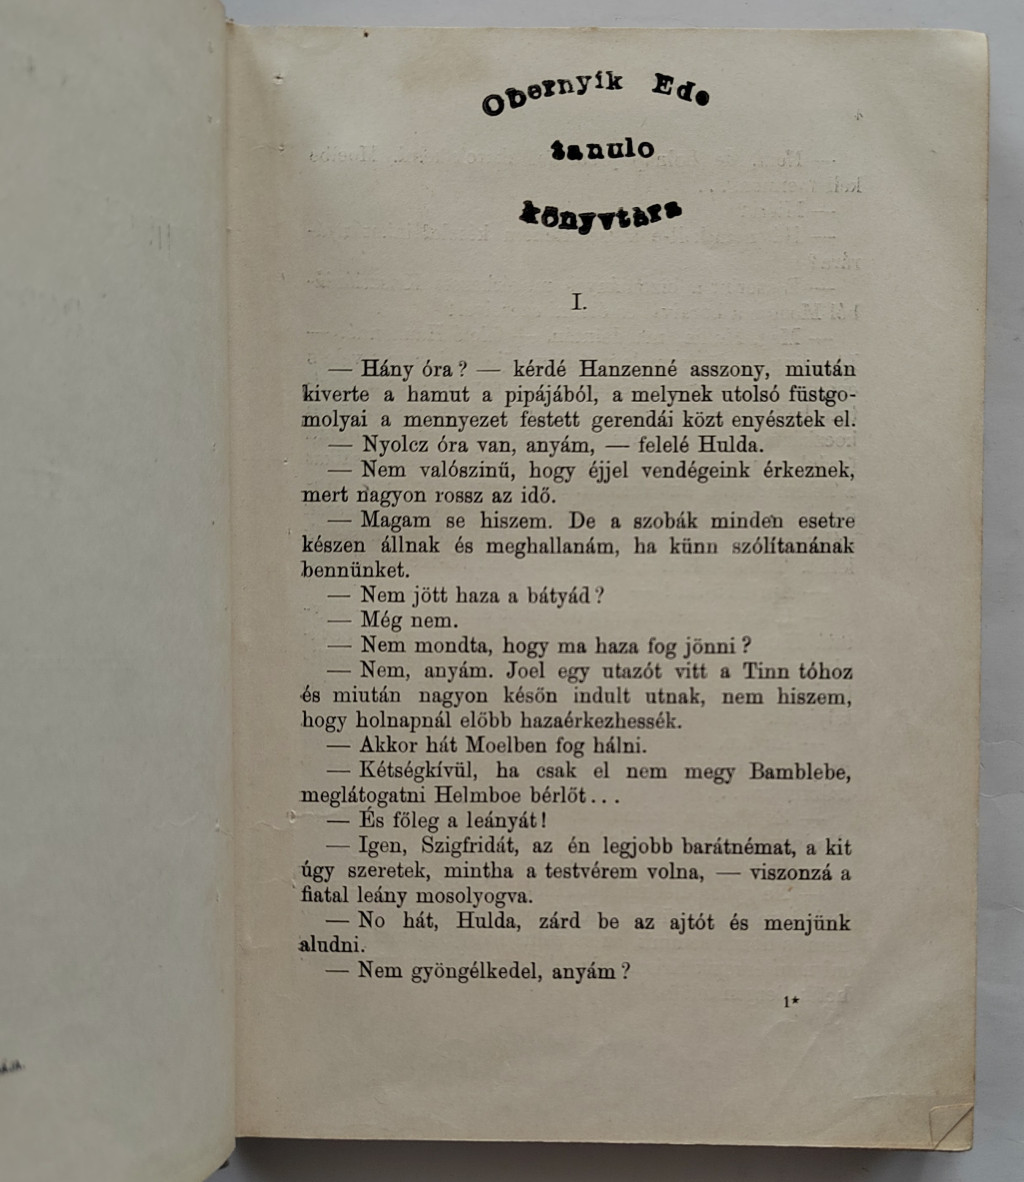 Obernyík Ede
tanulo
könyvtára
I.
— Hány óra? — kérdé Hanzenné asszony, miután
kiverte a hamut a pipájából, a melynek utolsó füstgo-
molyai a mennyezet festett gerendái közt enyésztek el.
— Nyolcz óra van, anyám, — felelé Hulda.
— Nem valószinű, hogy éjjel vendégeink érkeznek,
mert nagyon rossz az idő.
— Magam se hiszem. De a szobák minden esetre
készen állnak és meghallanám, ha künn szólítanának
bennünket.
— Nem jött haza a bátyád?
— Még nem.
— Nem mondta, hogy ma haza fog jönni?
— Nem, anyám. Joel egy utazót vitt a Tinn tóhoz
és miután nagyon későn indult utnak, nem hiszem,
hogy holnapnál előbb hazaérkezhessék.
— Akkor hát Moelben fog hálni.
— Kétségkívül, ha csak el nem megy Bamblebe,
meglátogatni Helmboe bérlőt...
— És főleg a leányát!
— Igen, Szigfridát, az én legjobb barátnémat, a kit
úgy szeretek, mintha a testvérem volna, — viszonzá a
fiatal leány mosolyogva.
— No hát, Hulda, zárd be az ajtót és menjünk
aludni.
— Nem gyöngélkedel, anyám?
1*